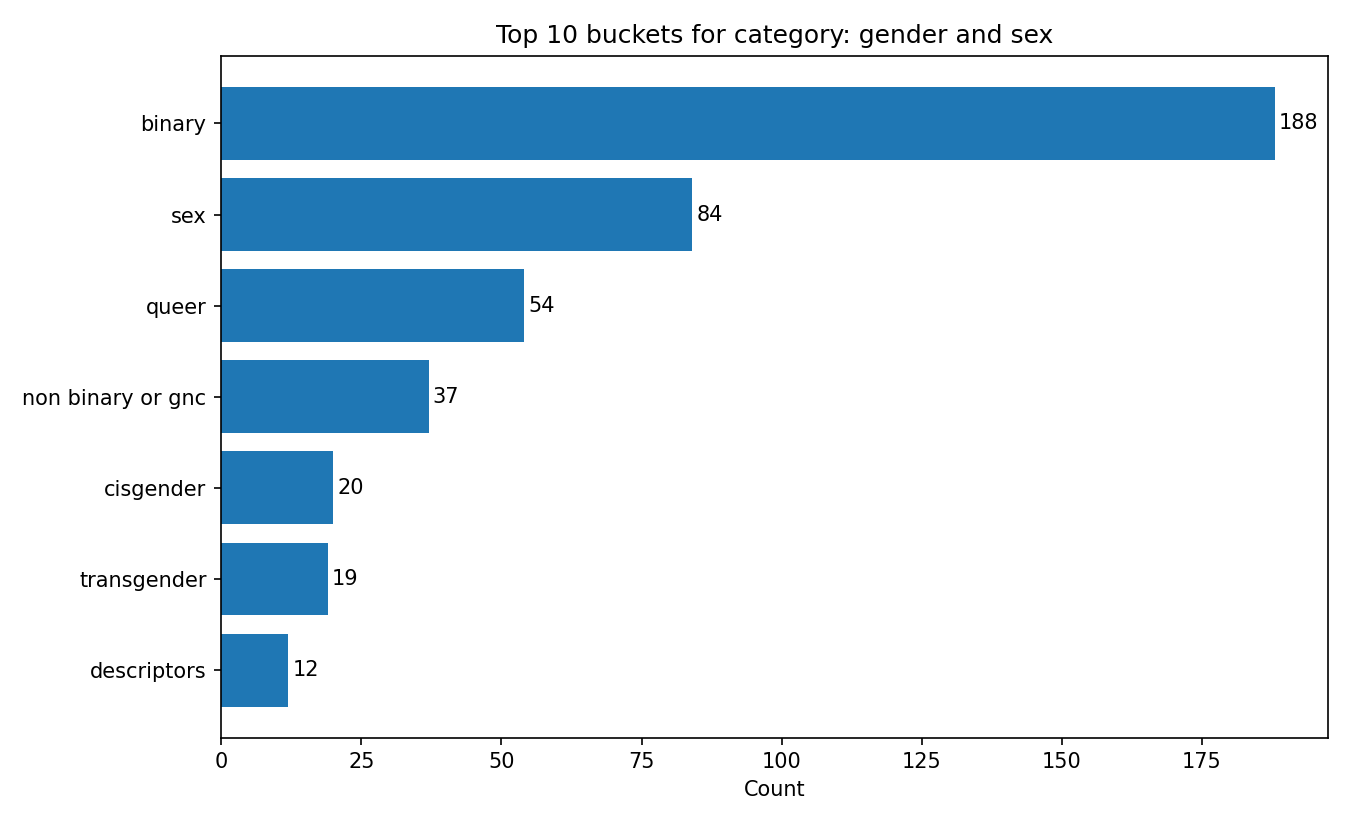 Top 10 buckets for category: gender and sex
binary
188
sex
84
queer
54
non binary or gnc
37
cisgender
20
transgender
19
descriptors
12
0 25 50 75 100 125 150 175
Count